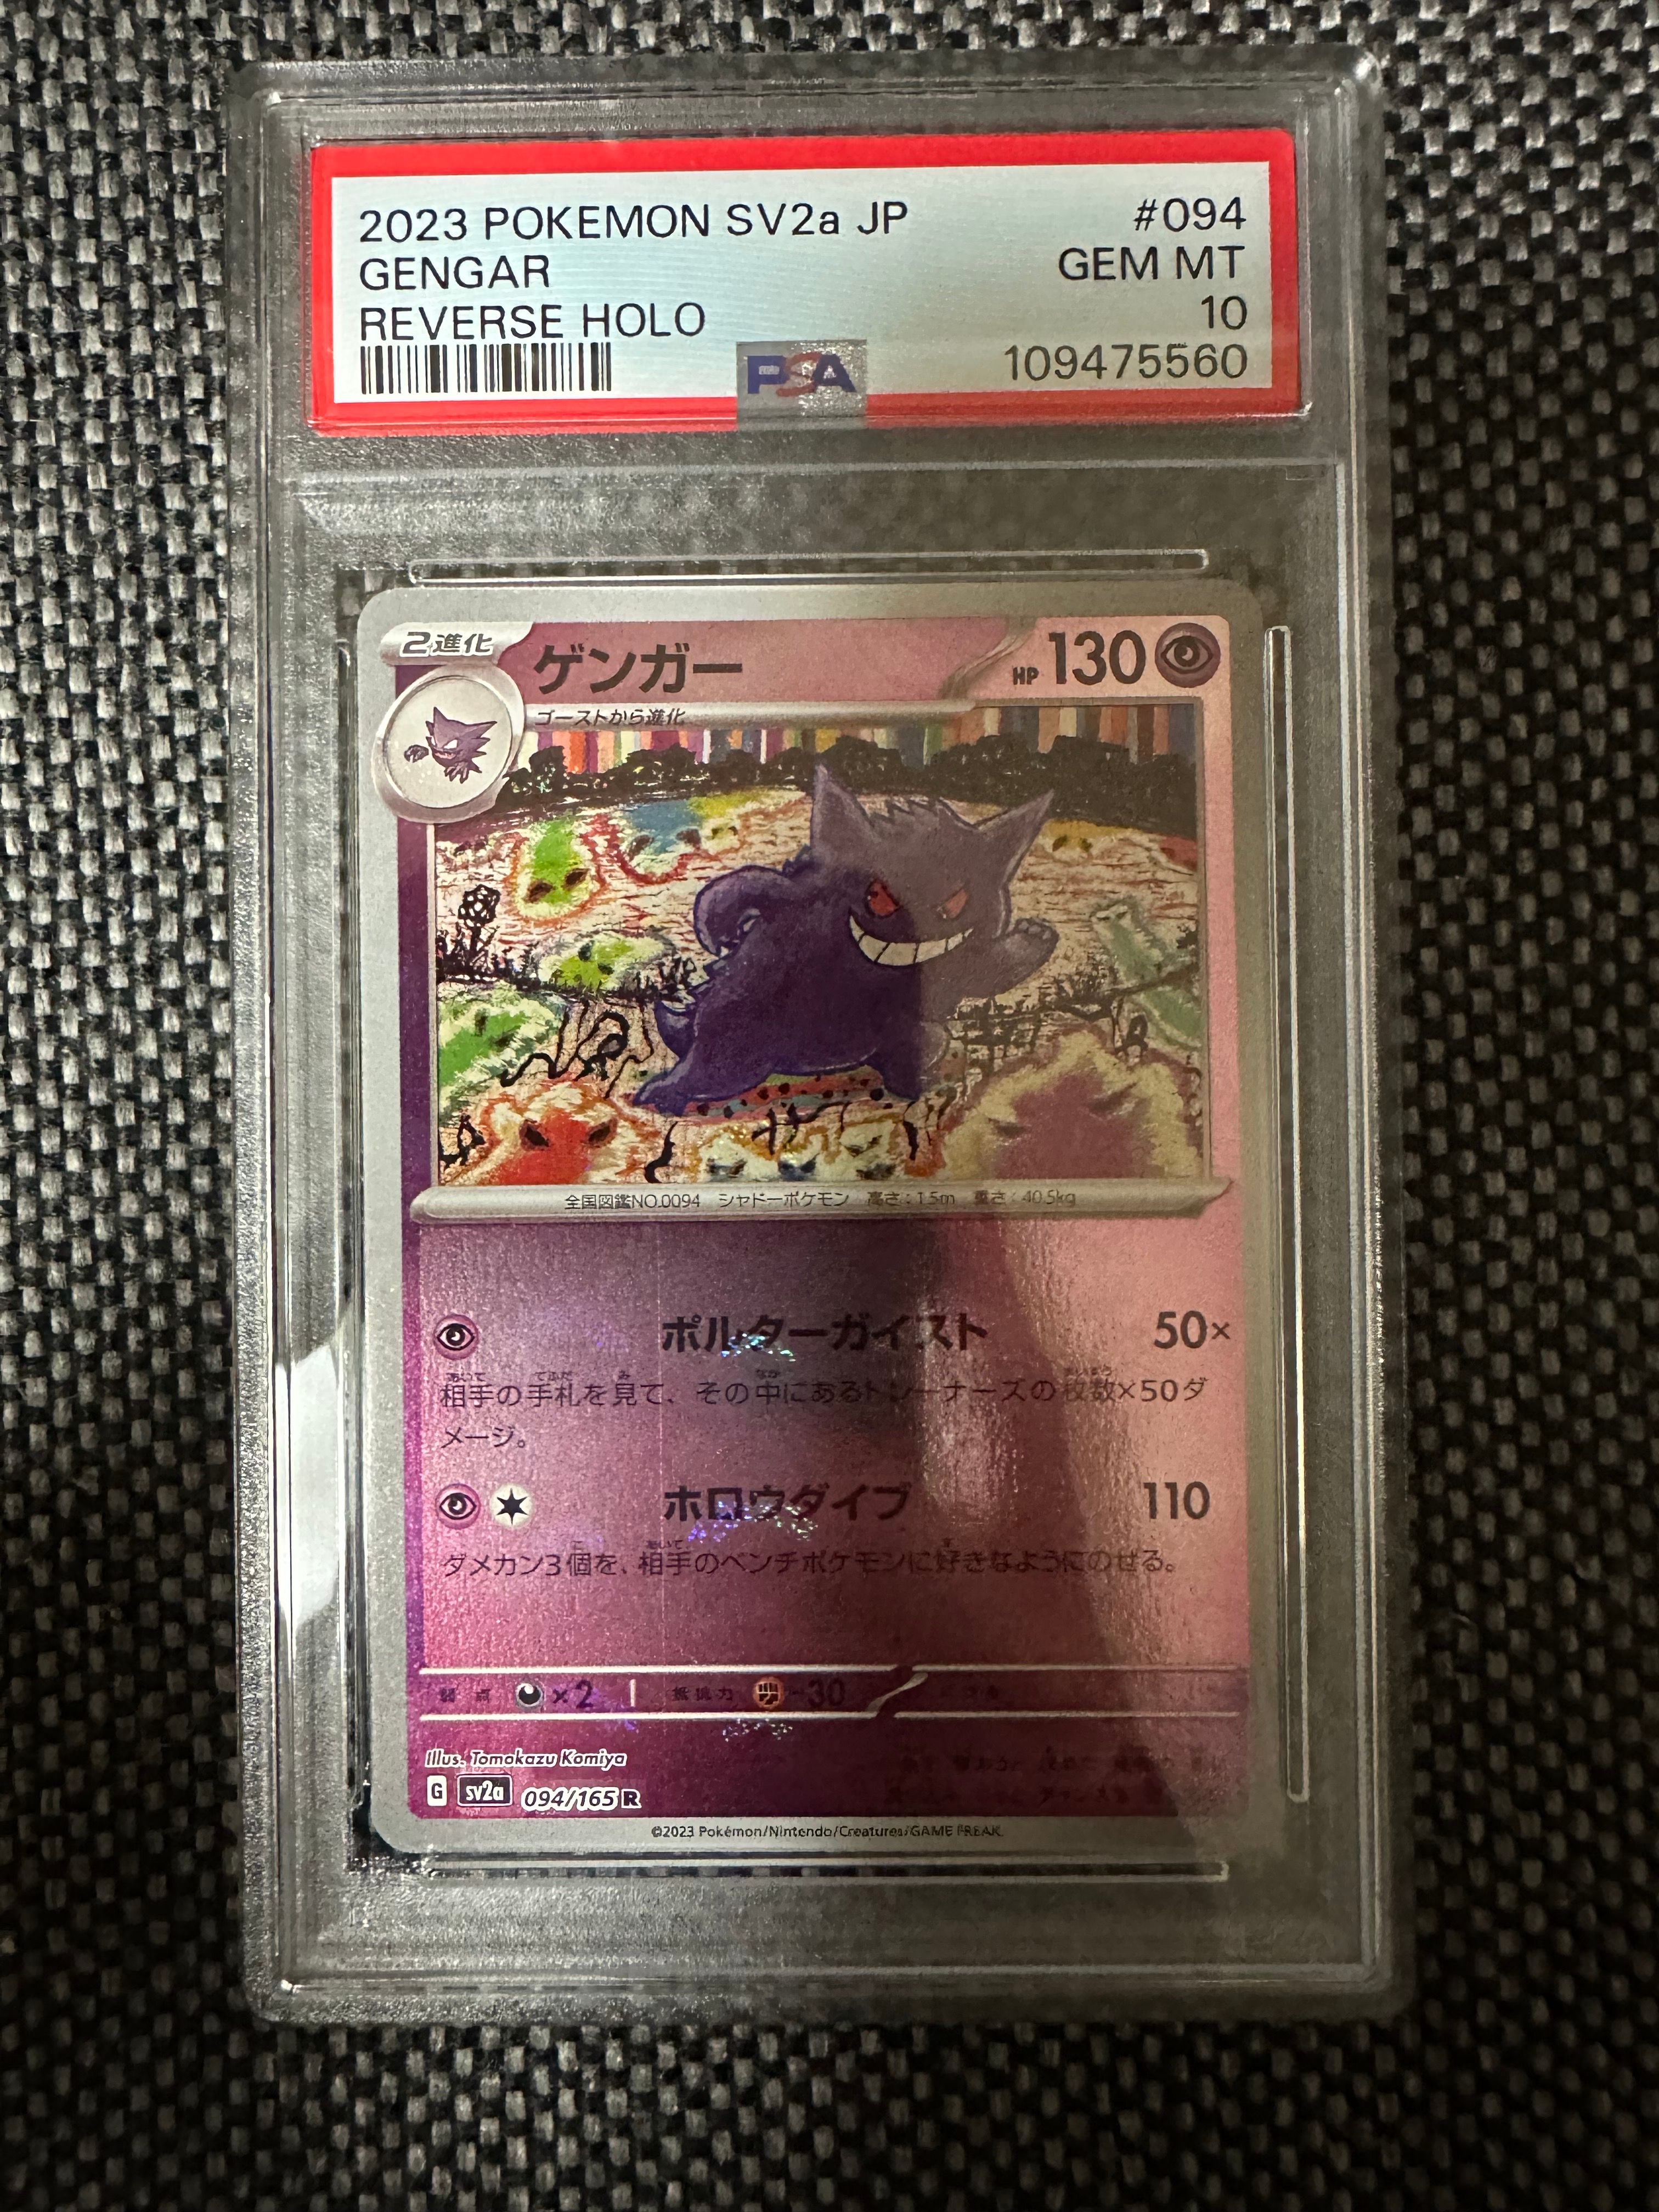 2023 POKEMON SV2a JP #094
GENGAR GEM MT
REVERSE HOLO 10
PSA 109475560
2進化 ゲンガー HP 130
ゴーストから進化
全国図鑑NO.0094 シャドーポケモン 高さ:1.5m 重さ:40.5kg
ポルターガイスト 50×
相手の手札を見て、その中にあるトレーナーズの枚数×50ダ
メージ。
ホロウダイブ 110
ダメカン3個を、相手のベンチポケモンに好きなようにのせる。
弱点 ×2 抵抗力 -30
Illus. Tomokazu Komiya
G sv2a 094/165 R
©2023 Pokémon/Nintendo/Creatures/GAME FREAK.